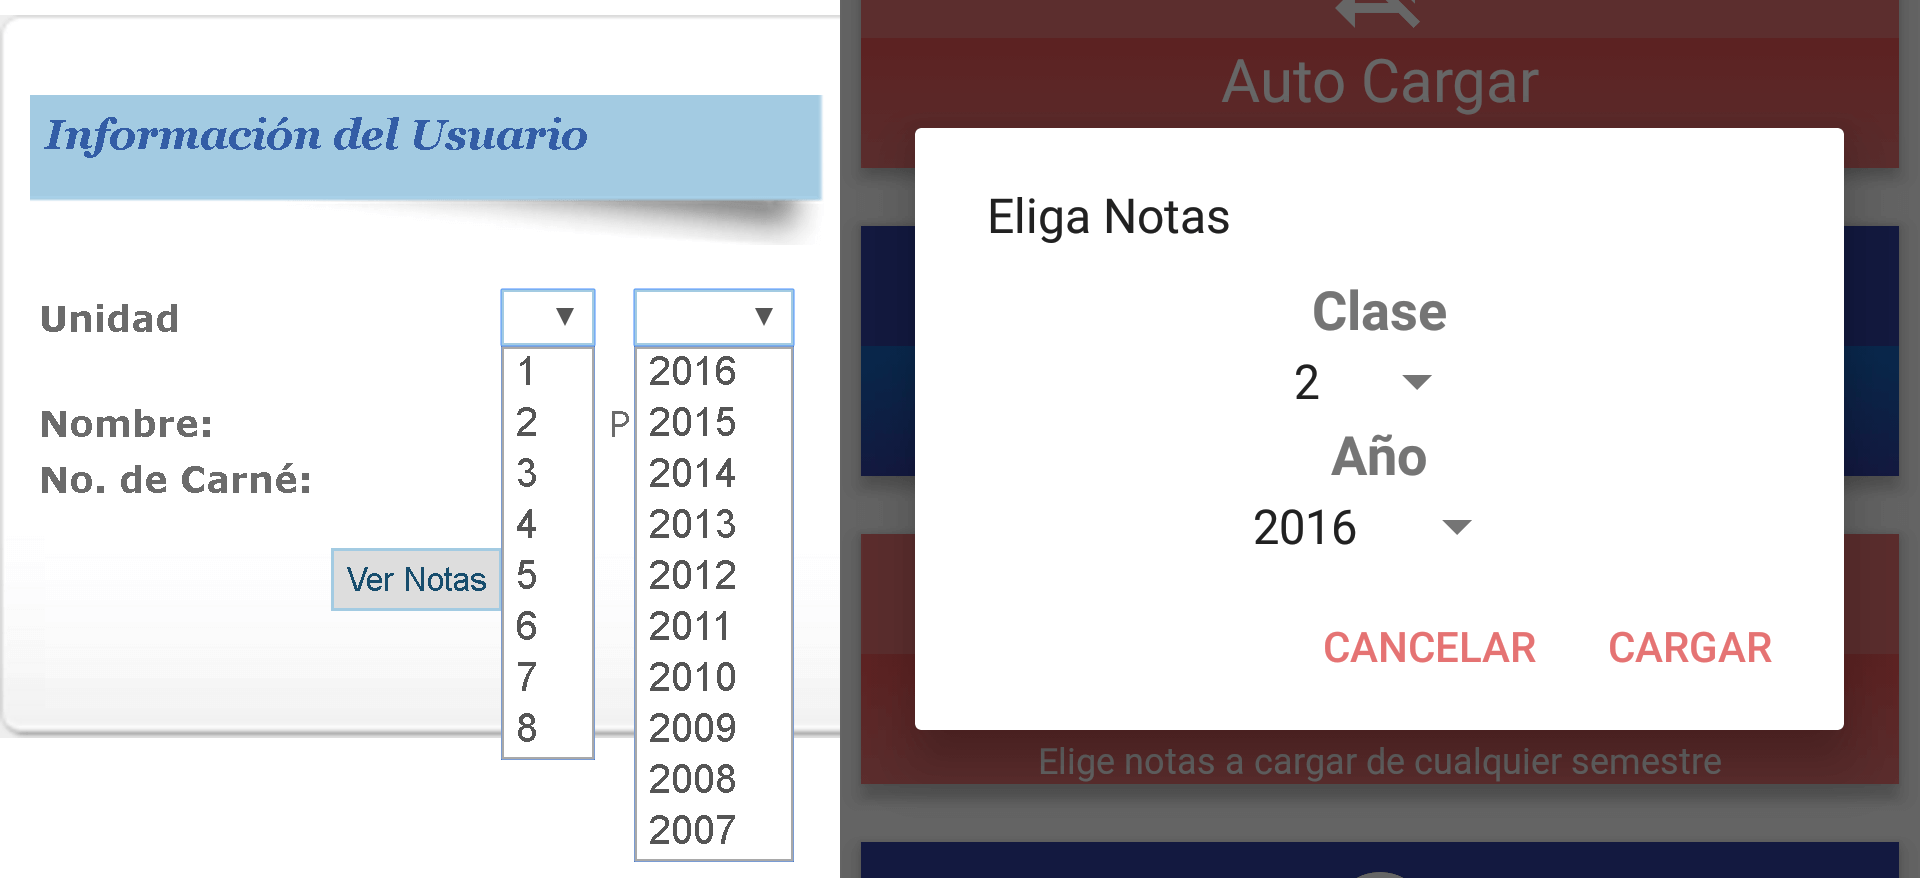 Información del Usuario
Unidad
1
2
3
4
5
6
7
8
2016
2015
2014
2013
2012
2011
2010
2009
2008
2007
Nombre:
P
No. de Carné:
Ver Notas
Auto Cargar
Eliga Notas
Clase
2
Año
2016
CANCELAR CARGAR
Elige notas a cargar de cualquier semestre